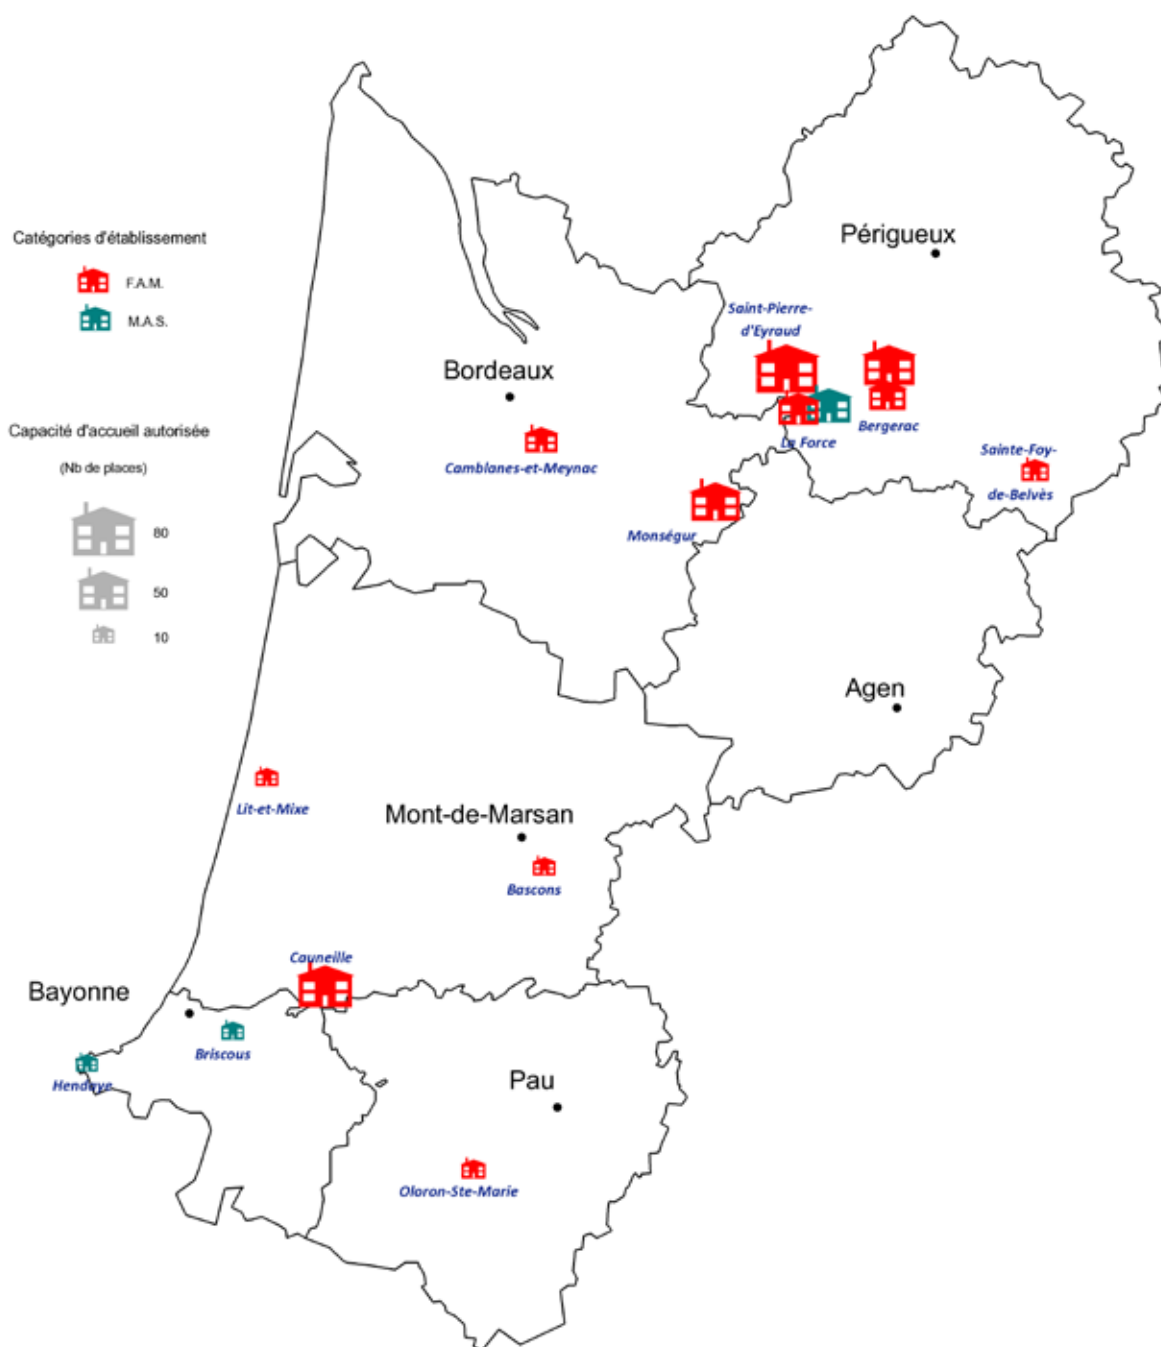 Catégories d'établissement
F.A.M.
M.A.S.
Capacité d'accueil autorisée
(Nb de places)
80
50
10
Périgueux
Saint-Pierre-
d'Eyraud
Bordeaux
Camblanes-et-Meynac
La Force
Bergerac
Sainte-Foy-
de-Belvès
Monségur
Agen
Lit-et-Mixe
Mont-de-Marsan
Bascons
Cauneille
Bayonne
Briscous
Hendaye
Pau
Oloron-Ste-Marie